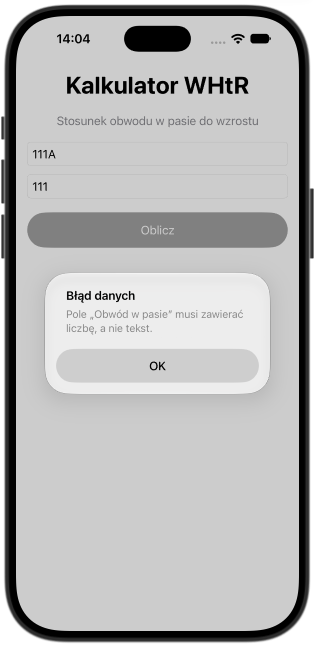 14:04
Kalkulator WHtR
Stosunek obwodu w pasie do wzrostu
111A
111
Oblicz
Błąd danych
Pole „Obwód w pasie” musi zawierać
liczbę, a nie tekst.
OK